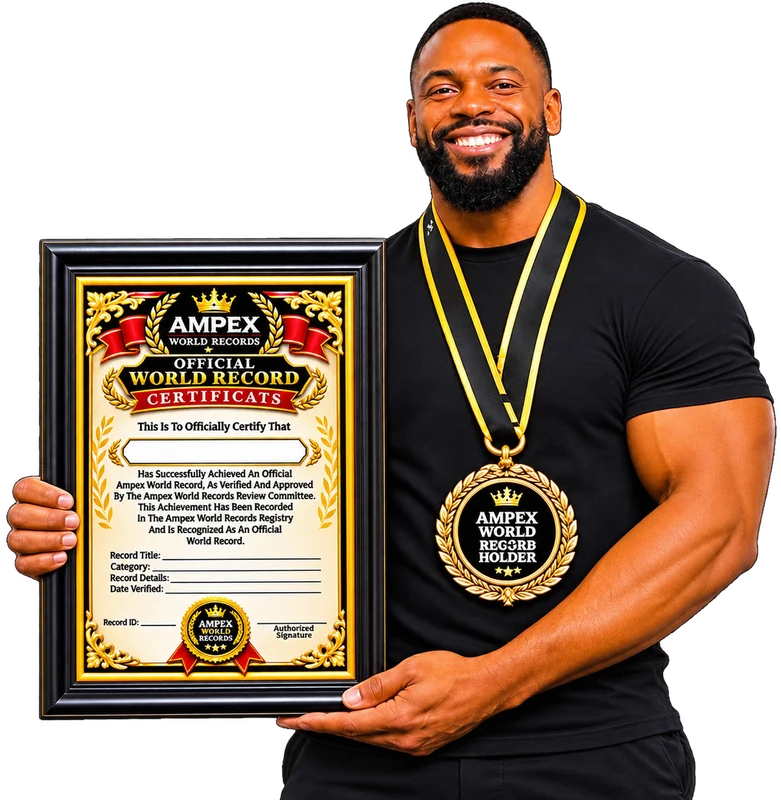 AMPEX
WORLD RECORDS
OFFICIAL
WORLD RECORD
CERTIFICATS
This Is To Officially Certify That
Has Successfully Achieved An Official
Ampex World Record, As Verified And Approved
By The Ampex World Records Review Committee.
This Achievement Has Been Recorded
In The Ampex World Records Registry
And Is Recognized As An Official
World Record.
Record Title:
Category:
Record Details:
Date Verified:
Record ID:
Authorized
Signature
AMPEX
WORLD
RECORDS
AMPEX
WORLD
RECGRB
HOLDER